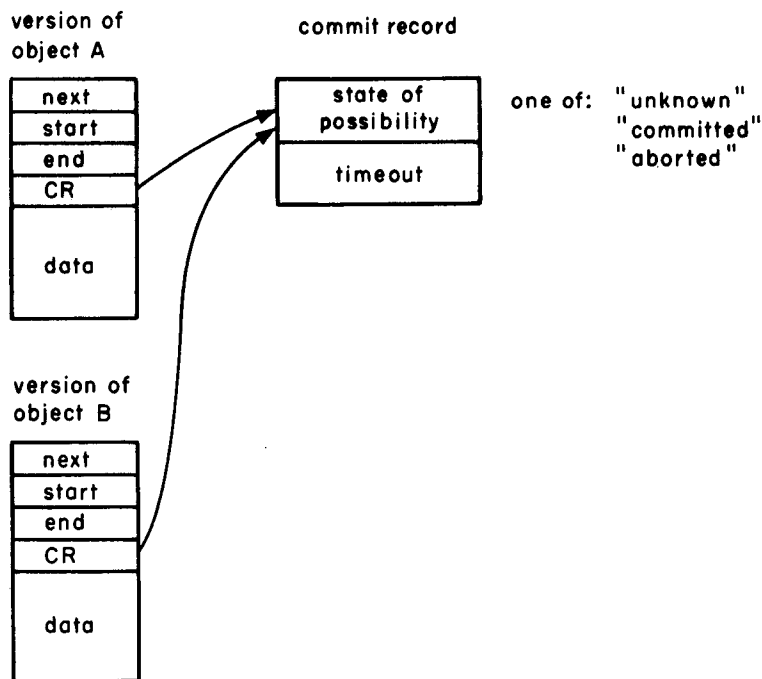 version of
object A
next
start
end
CR
data
commit record
state of
possibility
timeout
one of: "unknown"
"committed"
"aborted"
version of
object B
next
start
end
CR
data